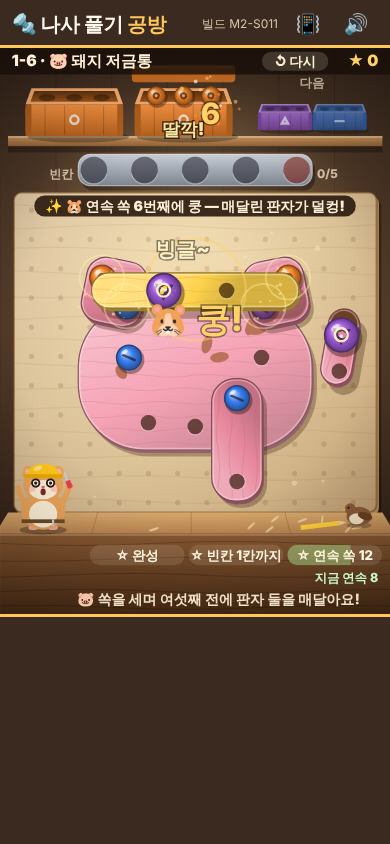 나사 풀기 공방
빌드 M2-S011
1-6 · 돼지 저금통
다시
★ 0
다음
6
딸깍!
빈칸
0/5
연속 쏙 6번째에 쿵 — 매달린 판자가 덜컹!
빙글~
쿵!
☆ 완성
☆ 빈칸 1칸까지
☆ 연속 쏙 12
지금 연속 8
쏙을 세며 여섯째 전에 판자 둘을 매달아요!